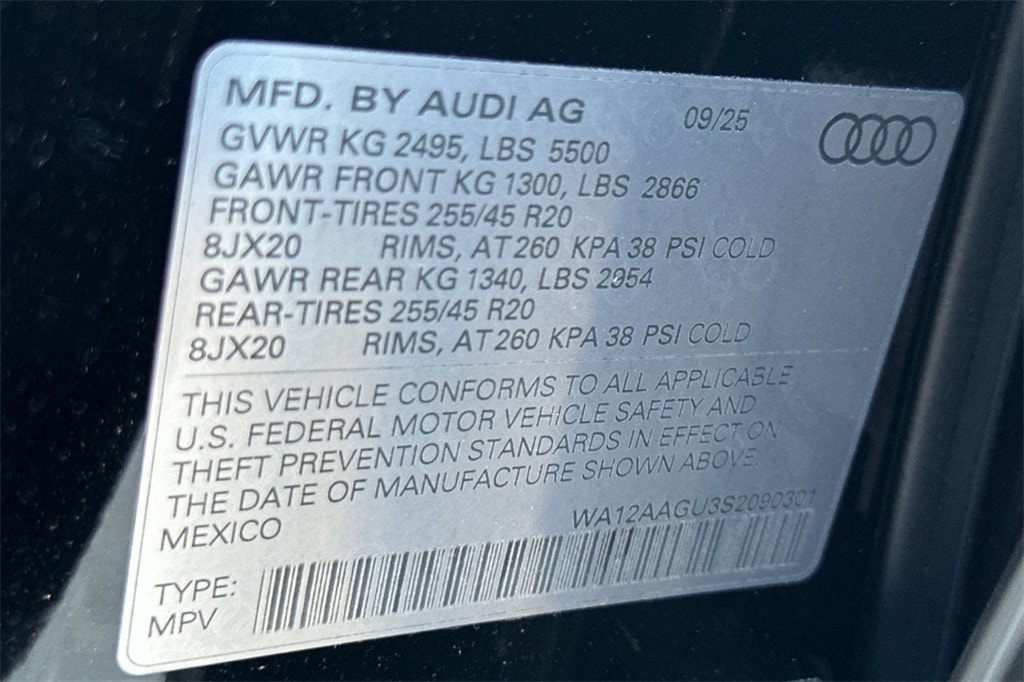 MFD. BY AUDI AG 09/25
GVWR KG 2495, LBS 5500
GAWR FRONT KG 1300, LBS 2866
FRONT-TIRES 255/45 R20
8JX20 RIMS, AT 260 KPA 38 PSI COLD
GAWR REAR KG 1340, LBS 2954
REAR-TIRES 255/45 R20
8JX20 RIMS, AT 260 KPA 38 PSI COLD
THIS VEHICLE CONFORMS TO ALL APPLICABLE
U.S. FEDERAL MOTOR VEHICLE SAFETY AND
THEFT PREVENTION STANDARDS IN EFFECT ON
THE DATE OF MANUFACTURE SHOWN ABOVE.
MEXICO
WA12AAGU3S2090301
TYPE:
MPV